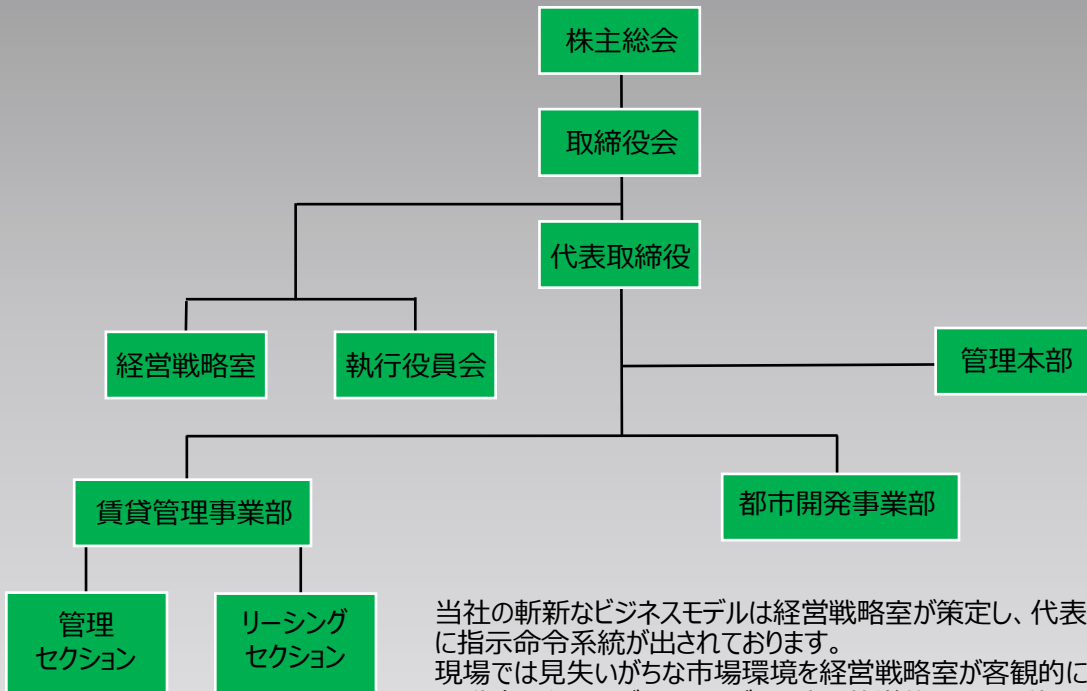 株主総会
取締役会
代表取締役
経営戦略室
執行役員会
管理本部
賃貸管理事業部
都市開発事業部
管理
セクション
リーシング
セクション
当社の斬新なビジネスモデルは経営戦略室が策定し、代表
に指示命令系統が出されております。
現場では見失いがちな市場環境を経営戦略室が客観的に